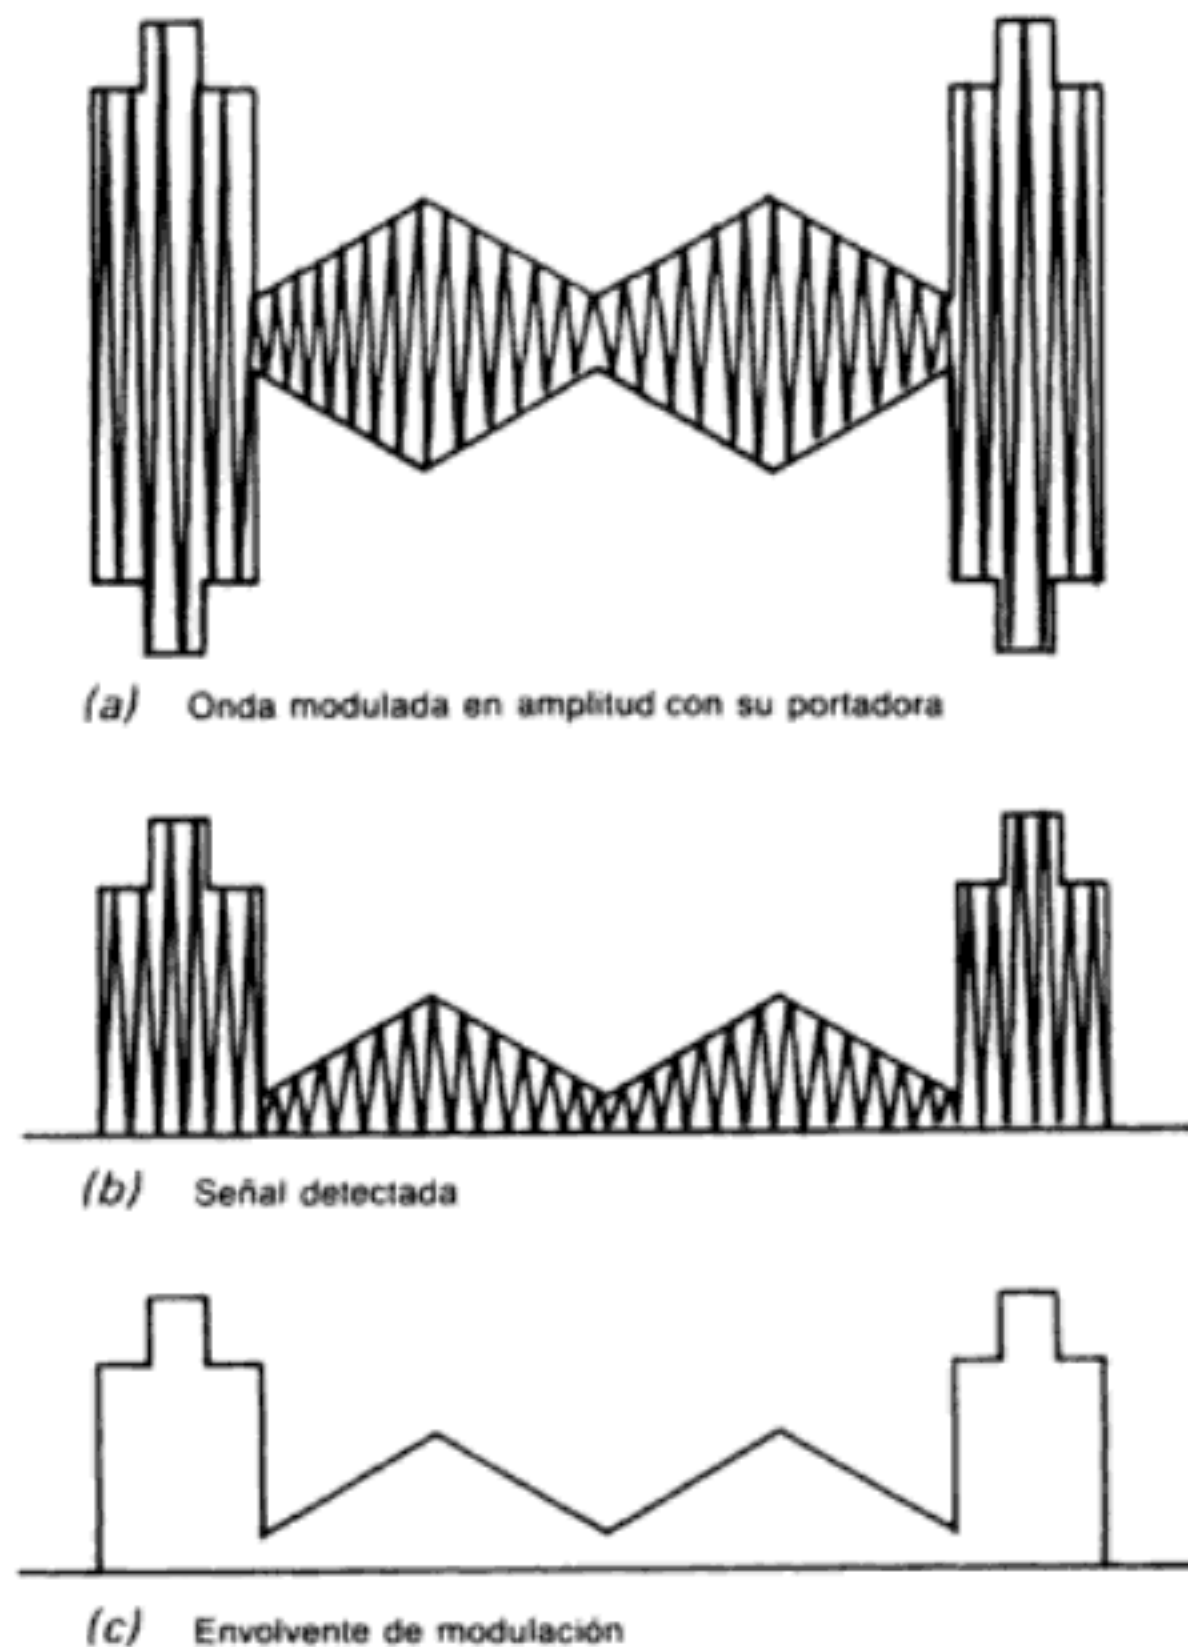 (a) Onda modulada en amplitud con su portadora
(b) Señal detectada
(c) Envolvente de modulación